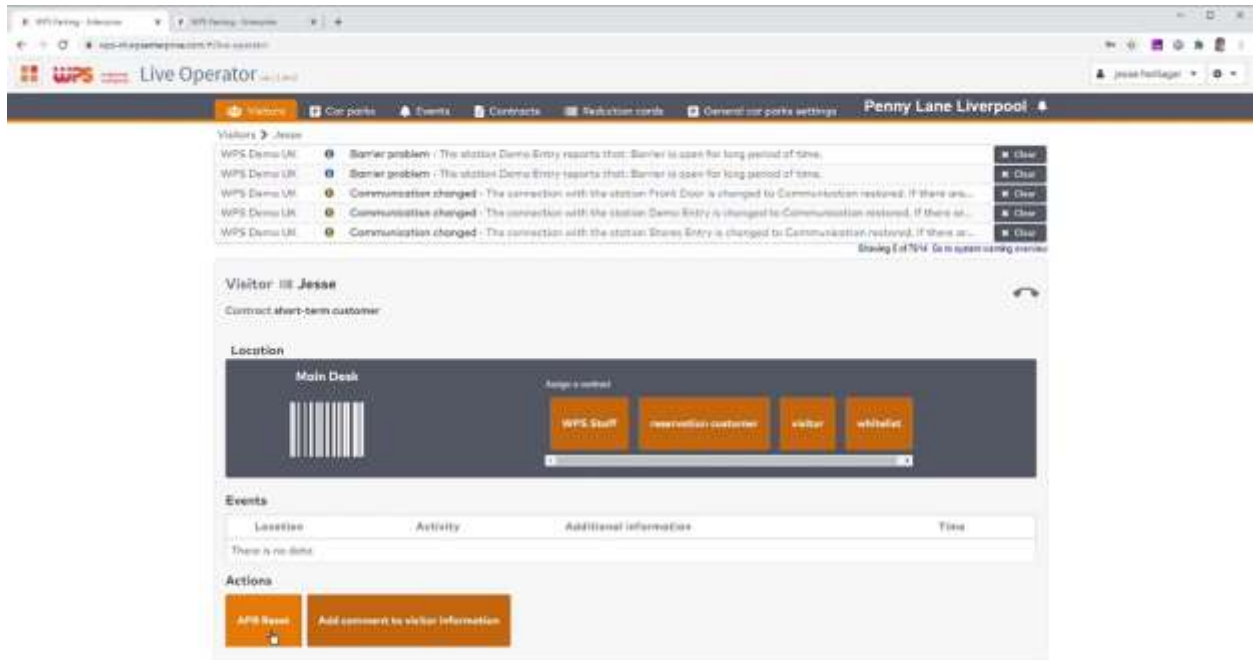 WPS Live Operator
Visitors Car parks Events Contracts Reduction cards General car parks settings Penny Lane Liverpool
Visitors > Jesse
WPS Demo UK Barrier problem - The station Demo Entry reports that: Barrier is open for long period of time. Clear
WPS Demo UK Barrier problem - The station Demo Entry reports that: Barrier is open for long period of time. Clear
WPS Demo UK Communication changed - The connection with the station Front Door is changed to Communication restored. If there are... Clear
WPS Demo UK Communication changed - The connection with the station Demo Entry is changed to Communication restored. If there ar... Clear
WPS Demo UK Communication changed - The connection with the station Stores Entry is changed to Communication restored. If there ar... Clear
Go to system warning overview
Visitor Jesse
Contract short-term customer
Location
Main Desk
Assign a contract
WPS Staff reservation customer visitor whitelist
Events
Location Activity Additional information Time
There is no data
Actions
APB Reset Add comment to visitor information